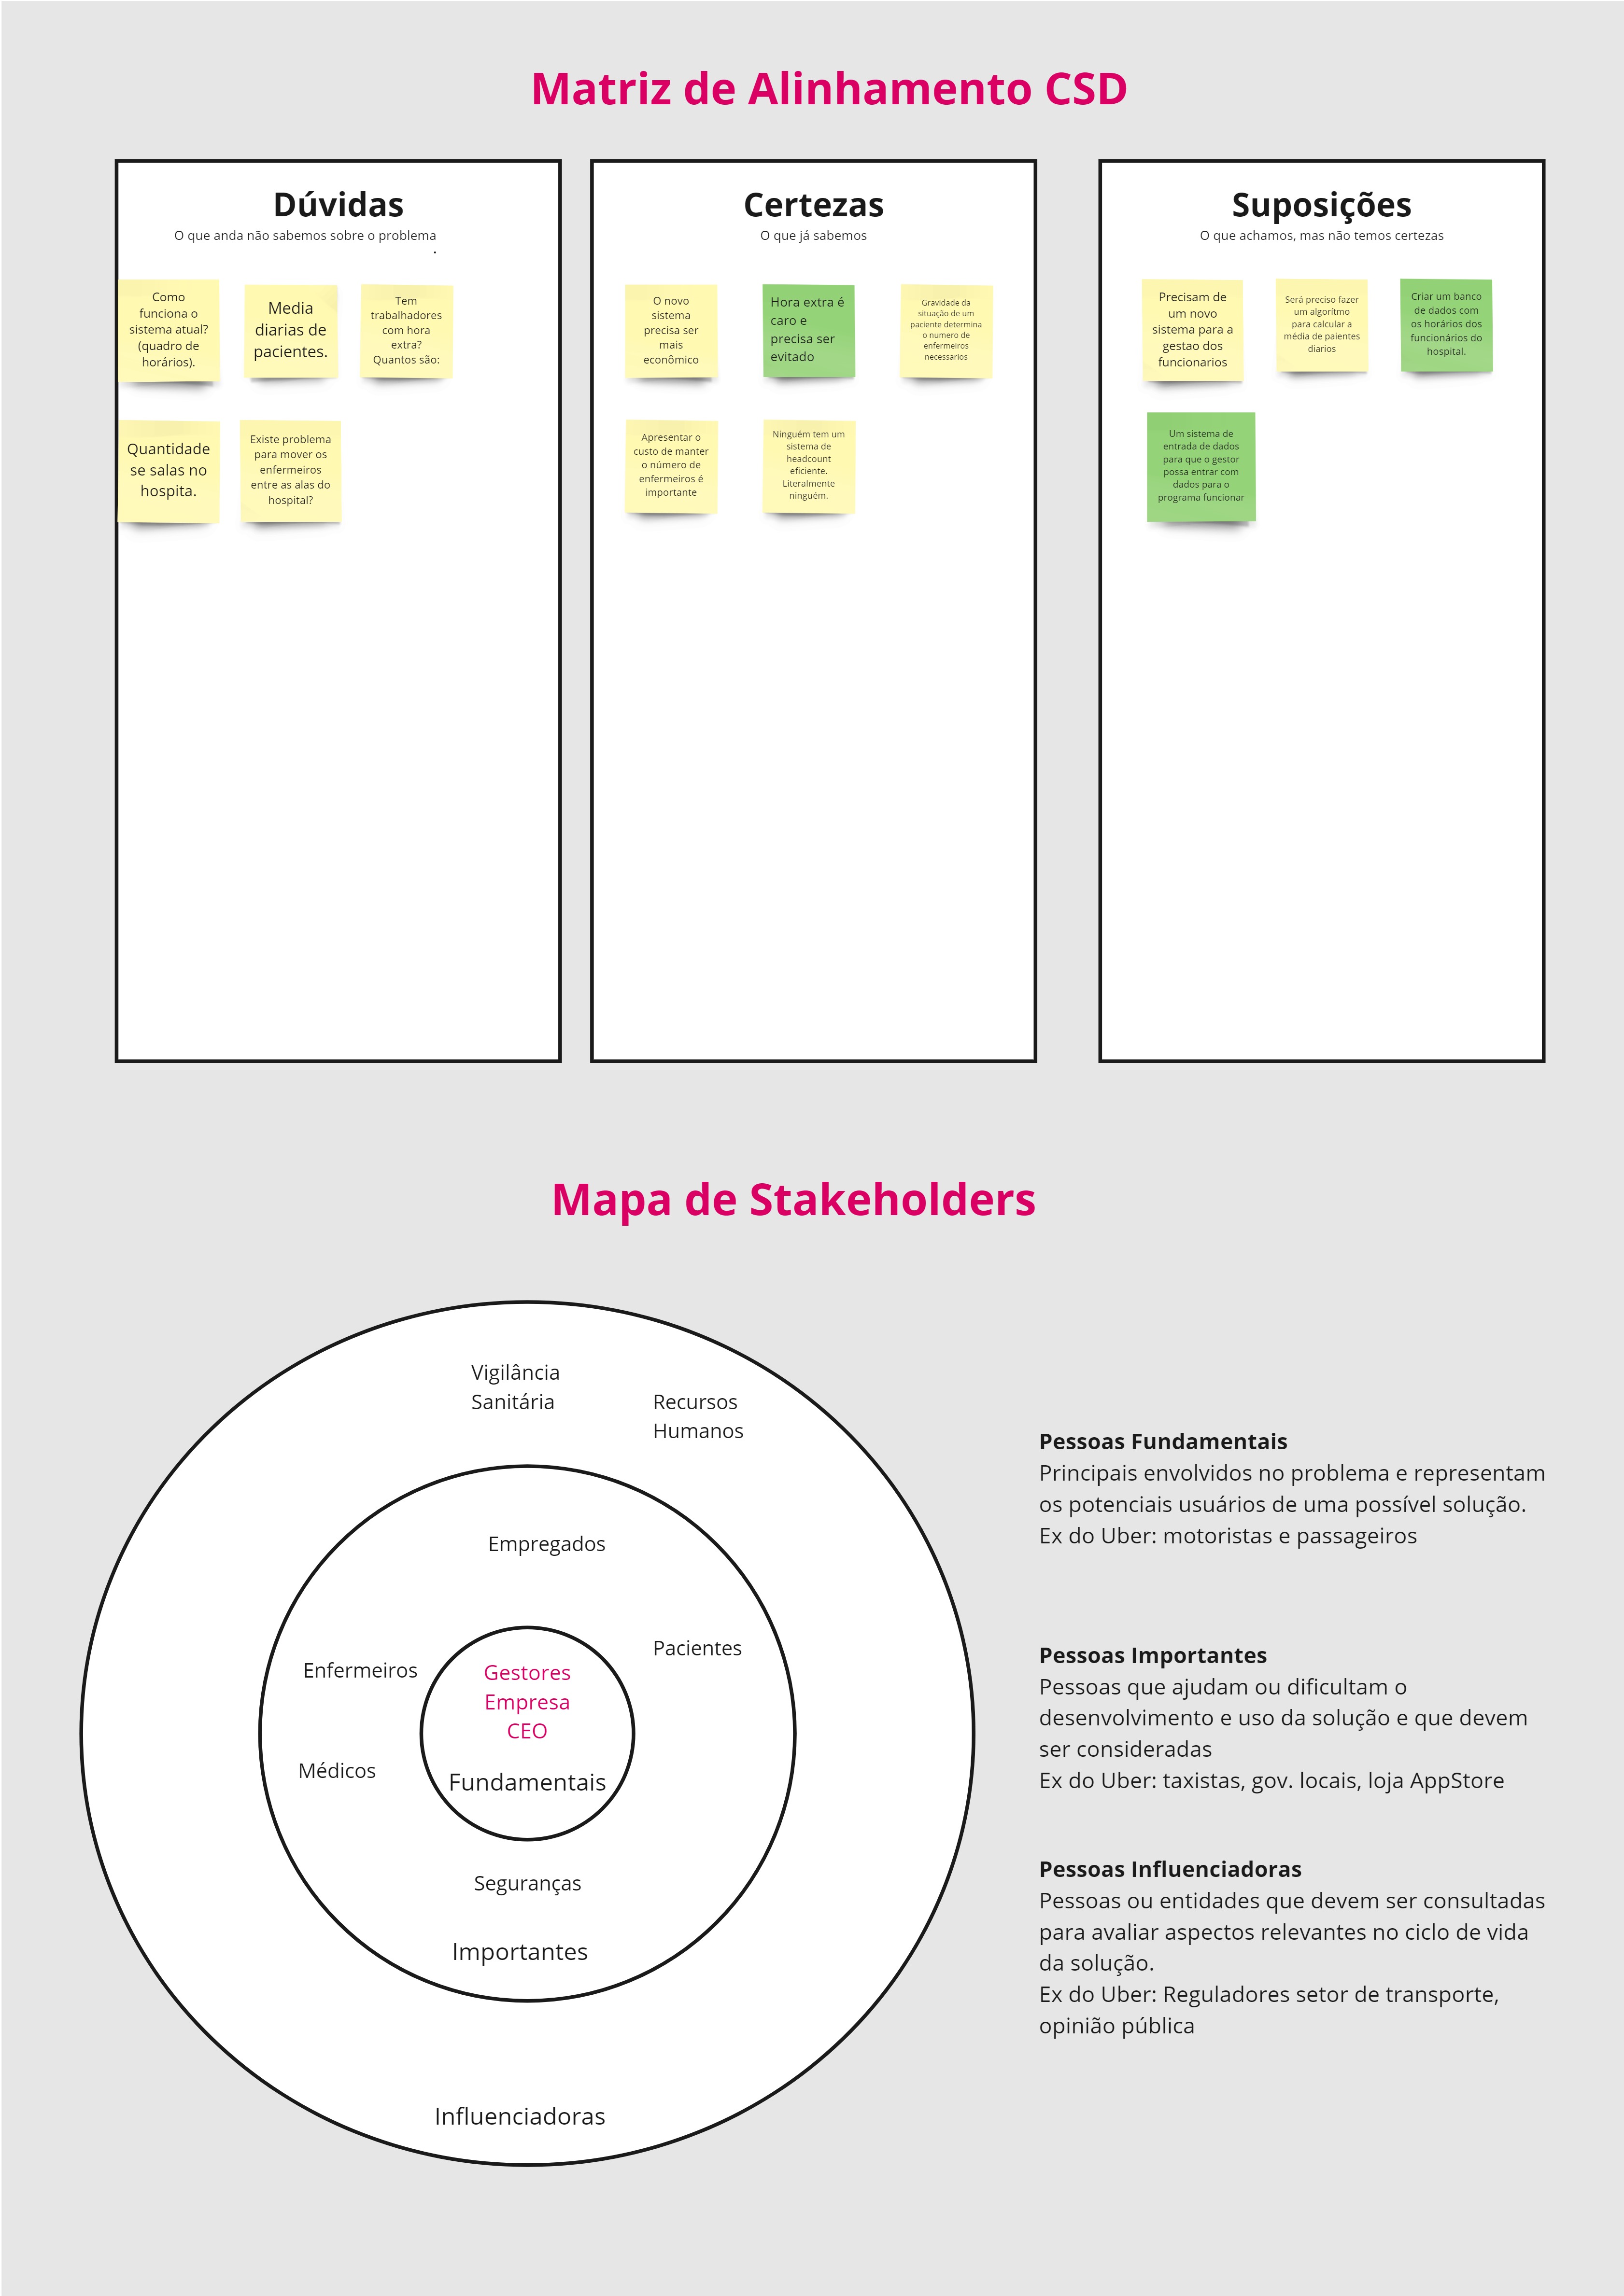 Matriz de Alinhamento CSD
Dúvidas
O que anda não sabemos sobre o problema
.
Como
funciona o
sistema atual?
(quadro de
horários).
Media
diarias de
pacientes.
Tem
trabalhadores
com hora
extra?
Quantos são:
Quantidade
se salas no
hospita.
Existe problema
para mover os
enfermeiros
entre as alas do
hospital?
Certezas
O que já sabemos
O novo
sistema
precisa ser
mais
econômico
Hora extra é
caro e
precisa ser
evitado
Gravidade da
situação de um
paciente determina
o numero de
enfermeiros
necessarios
Apresentar o
custo de manter
o número de
enfermeiros é
importante
Ninguém tem um
sistema de
headcount
eficiente.
Literalmente
ninguém.
Suposições
O que achamos, mas não temos certezas
Precisam de
um novo
sistema para a
gestao dos
funcionarios
Será preciso fazer
um algorítmo
para calcular a
média de paientes
diarios
Criar um banco
de dados com
os horários dos
funcionários do
hospital.
Um sistema de
entrada de dados
para que o gestor
possa entrar com
dados para o
programa funcionar
Mapa de Stakeholders
Vigilância
Sanitária
Recursos
Humanos
Empregados
Pacientes
Enfermeiros
Gestores
Empresa
CEO
Médicos
Fundamentais
Seguranças
Importantes
Influenciadoras
Pessoas Fundamentais
Principais envolvidos no problema e representam
os potenciais usuários de uma possível solução.
Ex do Uber: motoristas e passageiros
Pessoas Importantes
Pessoas que ajudam ou dificultam o
desenvolvimento e uso da solução e que devem
ser consideradas
Ex do Uber: taxistas, gov. locais, loja AppStore
Pessoas Influenciadoras
Pessoas ou entidades que devem ser consultadas
para avaliar aspectos relevantes no ciclo de vida
da solução.
Ex do Uber: Reguladores setor de transporte,
opinião pública